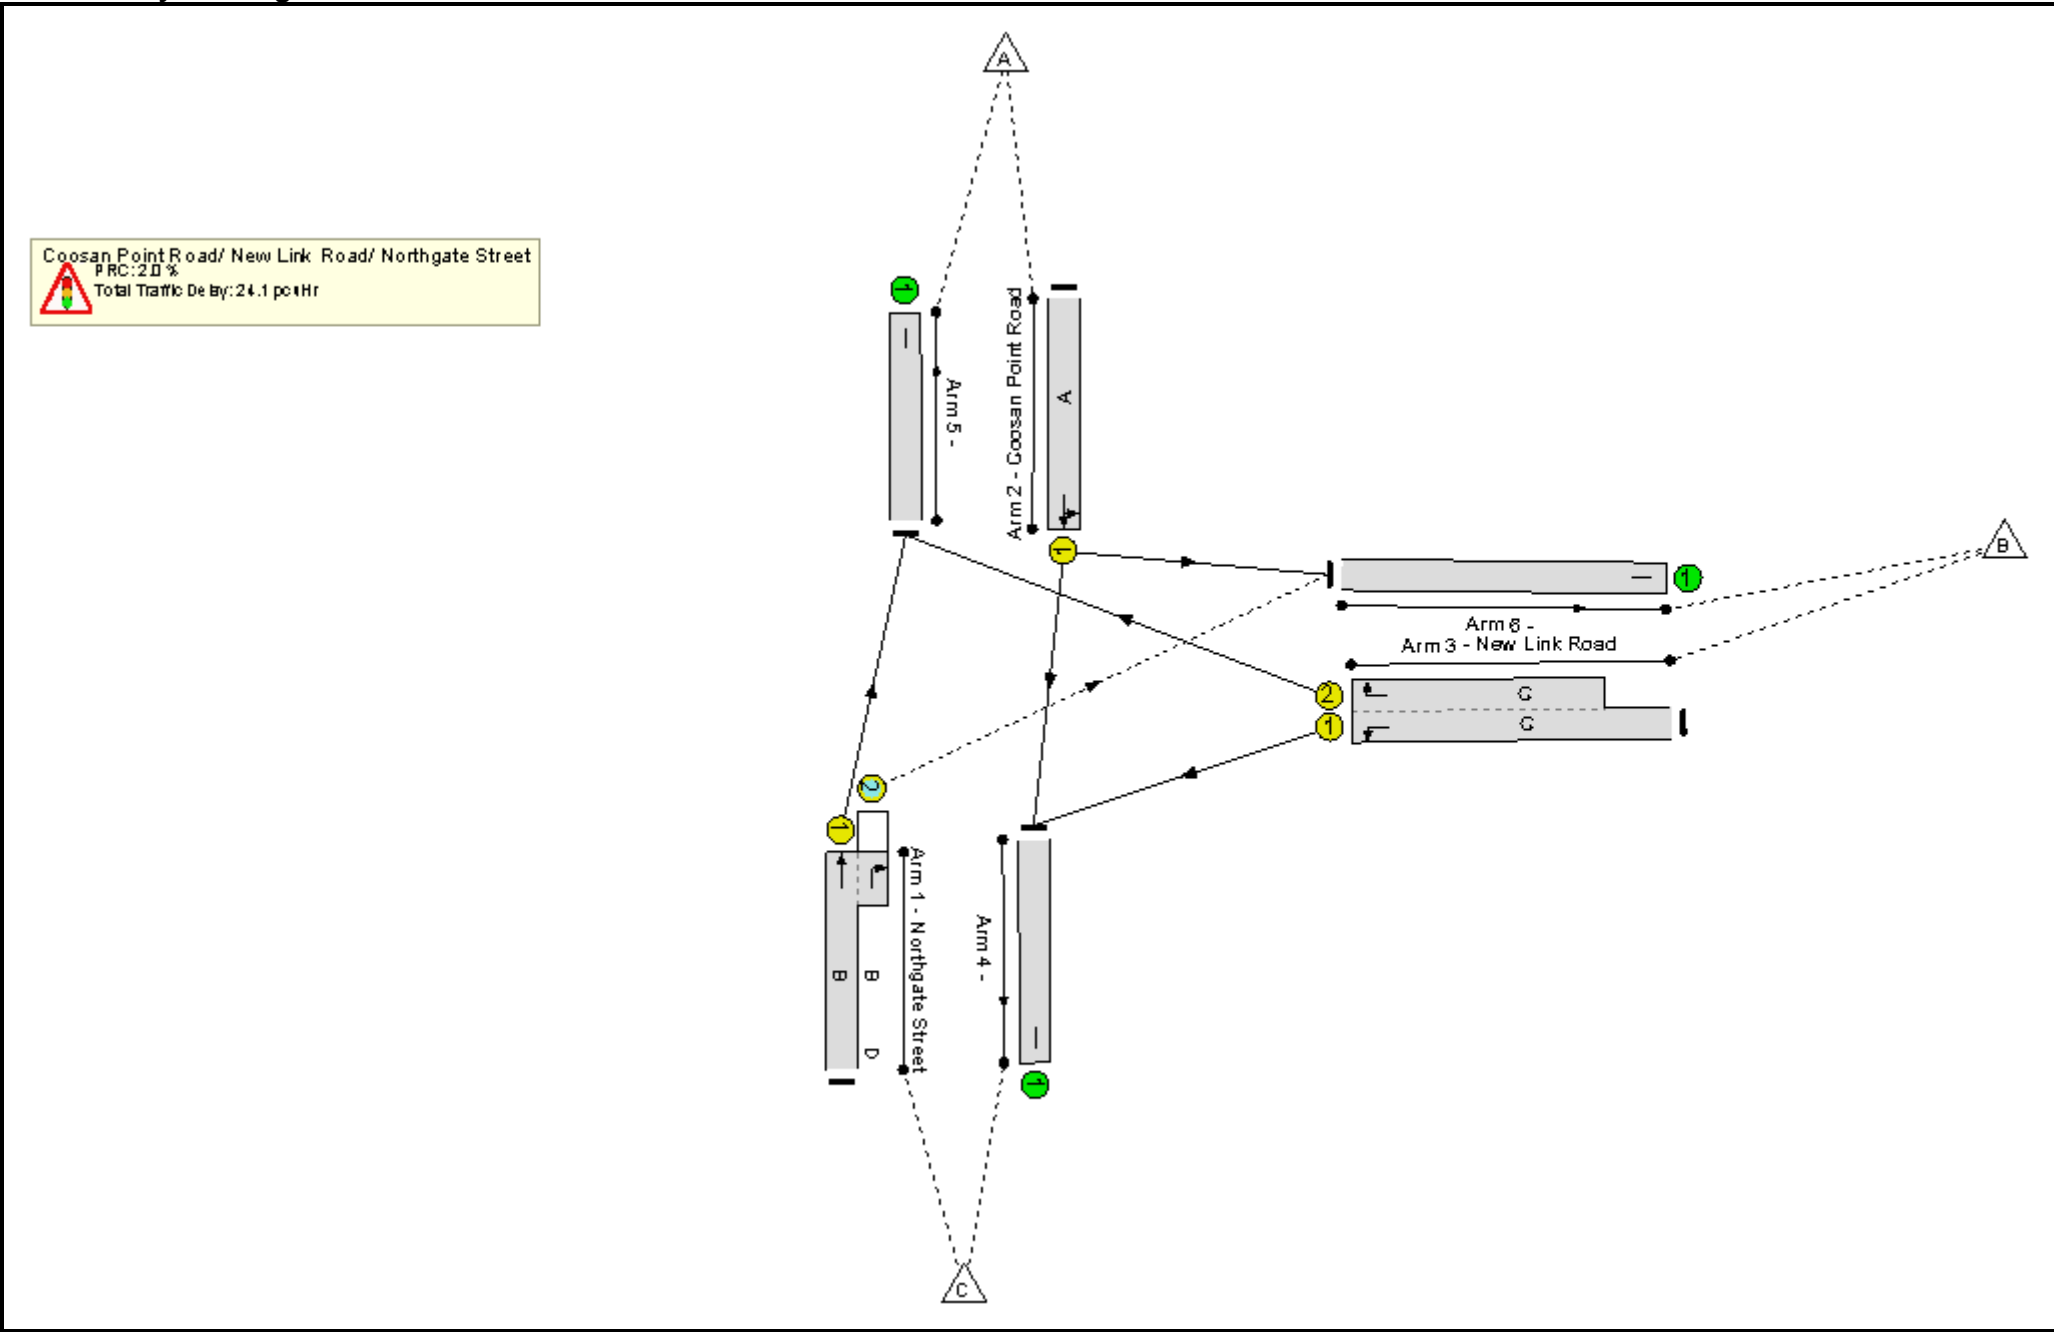 A
Coosan Point Road/ New Link Road/ Northgate Street
PRC: 2.0 %
Total Traffic Delay: 24.1 pcuHr
1
Arm 5 -
Arm 2 - Coosan Point Road
A
1
B
1
Arm 6 -
Arm 3 - New Link Road
2
C
1
C
2
1
Arm 1 - Northgate Street
B
B
D
Arm 4 -
1
C